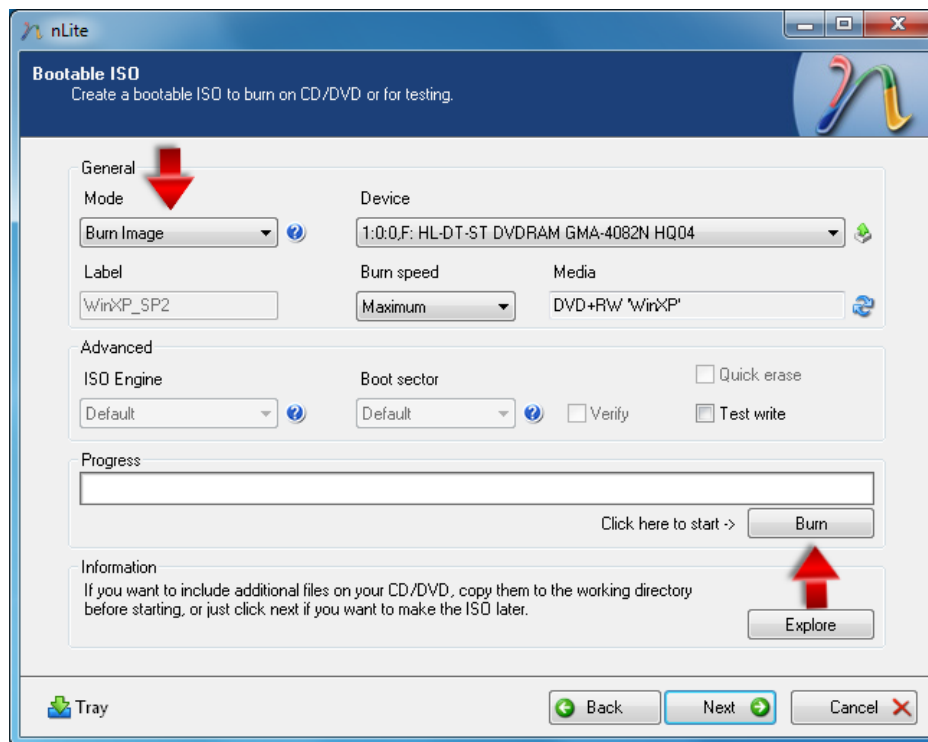 nLite
Bootable ISO
Create a bootable ISO to burn on CD/DVD or for testing.
General
Mode
Device
Burn Image
1:0:0,F: HL-DT-ST DVDRAM GMA-4082N HQ04
Label
Burn speed
Media
WinXP_SP2
Maximum
DVD+RW 'WinXP'
Advanced
ISO Engine
Boot sector
Quick erase
Default
Default
Verify
Test write
Progress
Click here to start ->
Burn
Information
If you want to include additional files on your CD/DVD, copy them to the working directory
before starting, or just click next if you want to make the ISO later.
Explore
Tray
Back
Next
Cancel